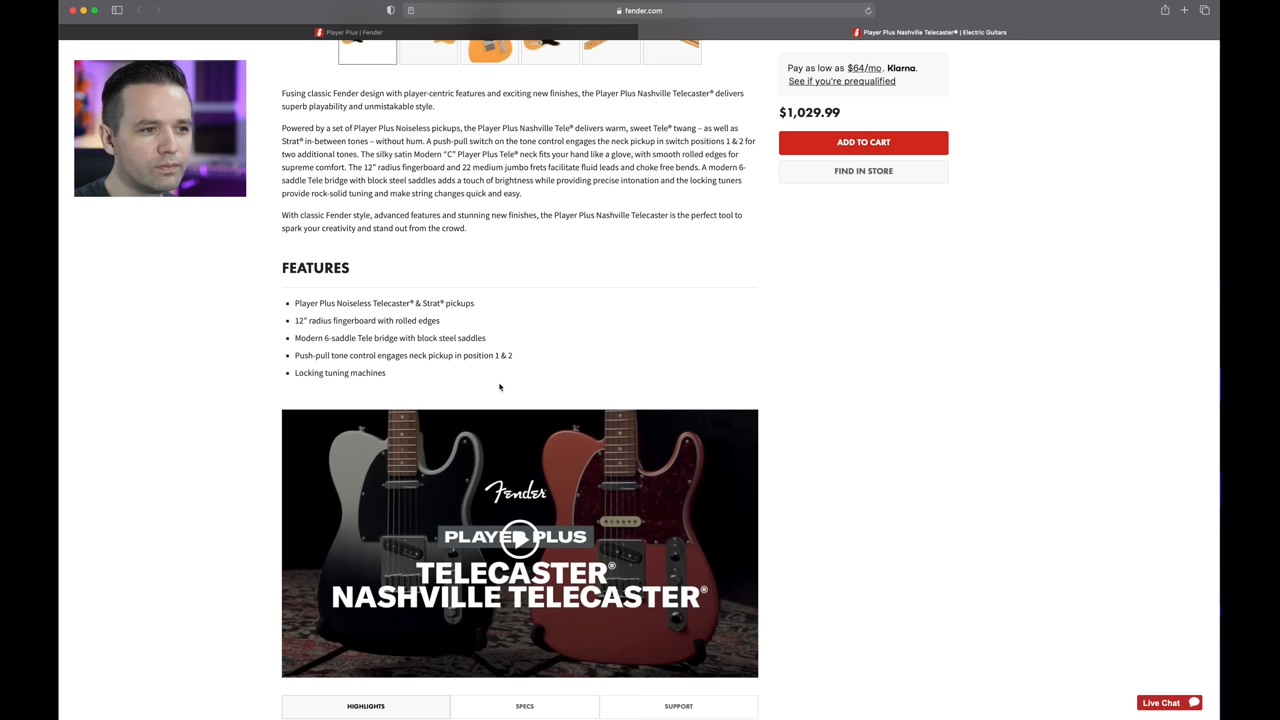 fender.com
Player Plus | Fender
Player Plus Nashville Telecaster® | Electric Guitars
Fusing classic Fender design with player-centric features and exciting new finishes, the Player Plus Nashville Telecaster® delivers
superb playability and unmistakable style.
Powered by a set of Player Plus Noiseless pickups, the Player Plus Nashville Tele® delivers warm, sweet Tele® twang – as well as
Strat® in-between tones – without hum. A push-pull switch on the tone control engages the neck pickup in switch positions 1 & 2 for
two additional tones. The silky satin Modern “C” Player Plus Tele® neck fits your hand like a glove, with smooth rolled edges for
supreme comfort. The 12” radius fingerboard and 22 medium jumbo frets facilitate fluid leads and choke free bends. A modern 6-
saddle Tele bridge with block steel saddles adds a touch of brightness while providing precise intonation and the locking tuners
provide rock-solid tuning and make string changes quick and easy.
With classic Fender style, advanced features and stunning new finishes, the Player Plus Nashville Telecaster is the perfect tool to
spark your creativity and stand out from the crowd.
FEATURES
Player Plus Noiseless Telecaster® & Strat® pickups
12" radius fingerboard with rolled edges
Modern 6-saddle Tele bridge with block steel saddles
Push-pull tone control engages neck pickup in position 1 & 2
Locking tuning machines
Fender
PLAYER PLUS
TELECASTER®
NASHVILLE TELECASTER®
HIGHLIGHTS
SPECS
SUPPORT
Pay as low as $64/mo. Klarna.
See if you're prequalified
$1,029.99
ADD TO CART
FIND IN STORE
Live Chat